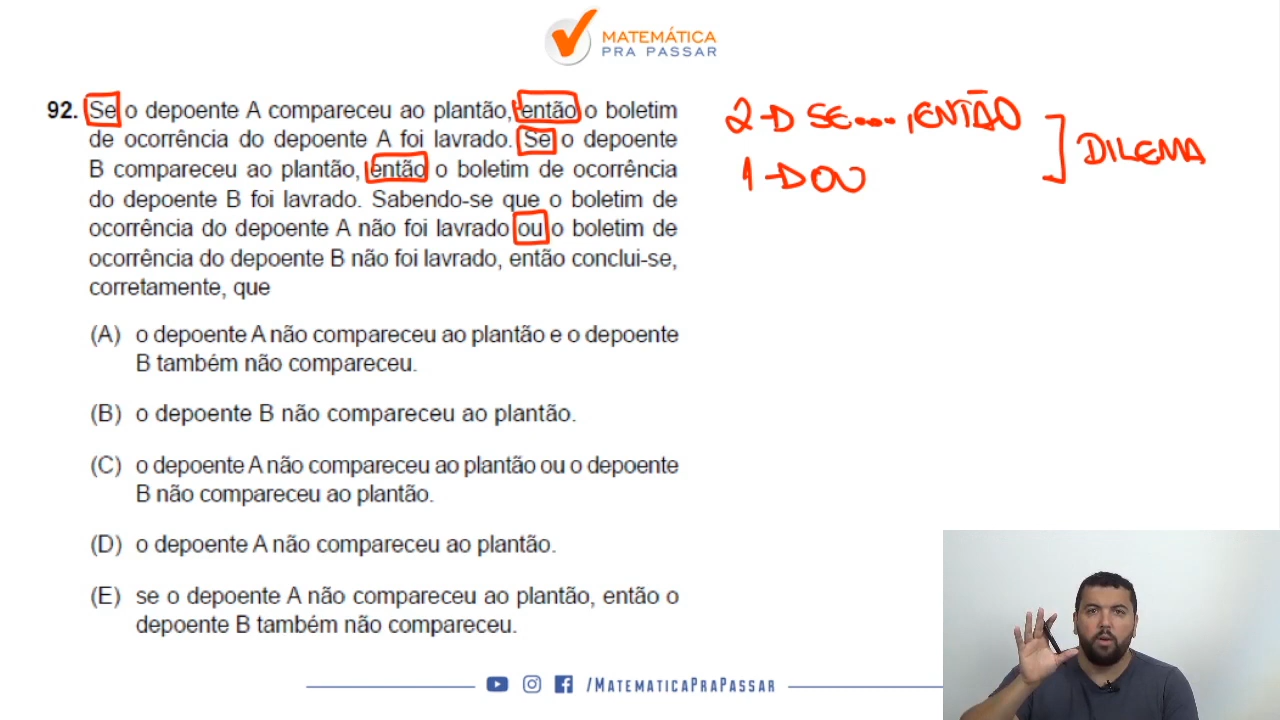 MATEMÁTICA
PRA PASSAR
92. Se o depoente A compareceu ao plantão, então o boletim
de ocorrência do depoente A foi lavrado. Se o depoente
B compareceu ao plantão, então o boletim de ocorrência
do depoente B foi lavrado. Sabendo-se que o boletim de
ocorrência do depoente A não foi lavrado ou o boletim de
ocorrência do depoente B não foi lavrado, então conclui-se,
corretamente, que
(A) o depoente A não compareceu ao plantão e o depoente
B também não compareceu.
(B) o depoente B não compareceu ao plantão.
(C) o depoente A não compareceu ao plantão ou o depoente
B não compareceu ao plantão.
(D) o depoente A não compareceu ao plantão.
(E) se o depoente A não compareceu ao plantão, então o
depoente B também não compareceu.
2-D SE...., ENTÃO
1-D OU
DILEMA
/MATEMATICAPRAPASSAR